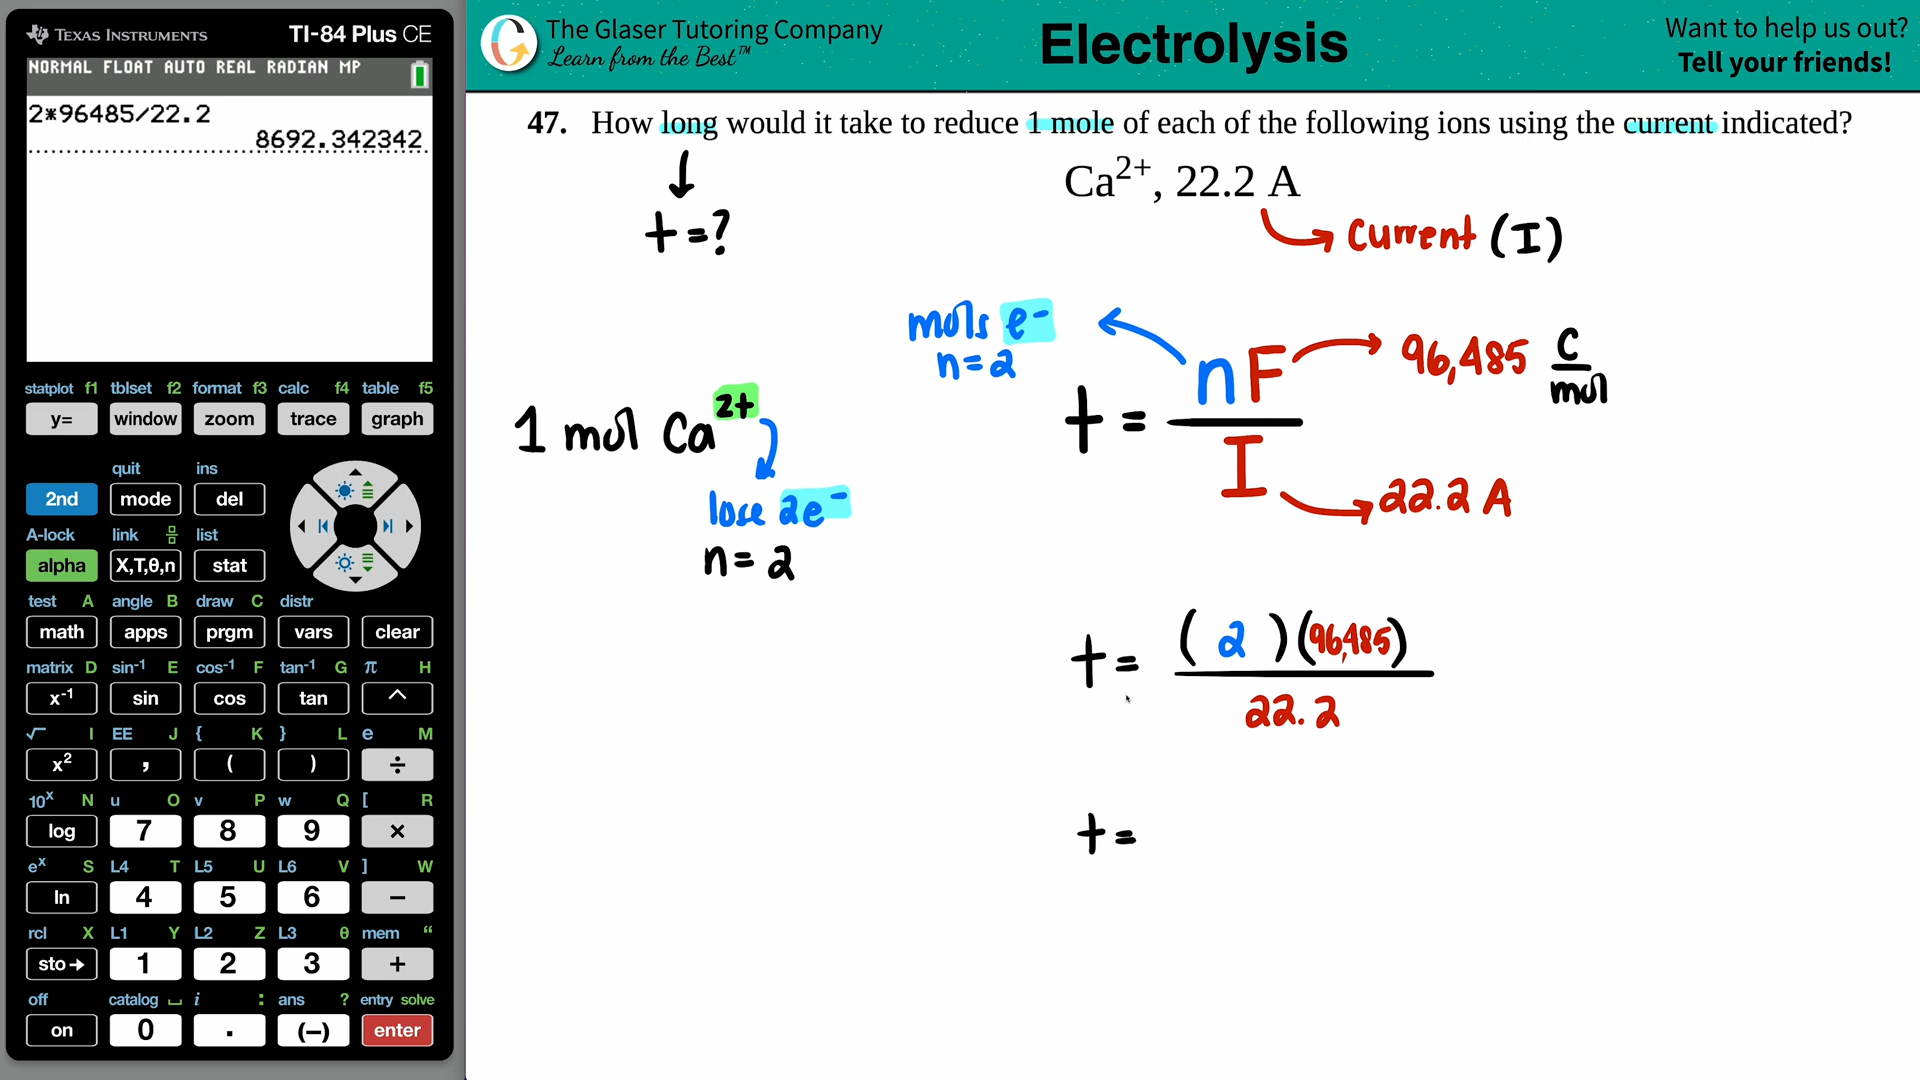 TEXAS INSTRUMENTS TI-84 Plus CE
NORMAL FLOAT AUTO REAL RADIAN MP
2*96485/22.2
8692.342342
statplot f1 tblset f2 format f3 calc f4 table f5
y= window zoom trace graph
quit ins
2nd mode del
A-lock link list
alpha X,T,θ,n stat
test A angle B draw C distr
math apps prgm vars clear
matrix D sin⁻¹ E cos⁻¹ F tan⁻¹ G π H
x⁻¹ sin cos tan ^
√ I EE J { K } L e M
x² , ( ) ÷
10ˣ N u O v P w Q [ R
log 7 8 9 ×
eˣ S L4 T L5 U L6 V ] W
ln 4 5 6 −
rcl X L1 Y L2 Z L3 θ mem “
sto→ 1 2 3 +
off catalog ⎵ i : ans ? entry solve
on 0 . (−) enter
The Glaser Tutoring Company
Learn from the Best™
Electrolysis
Want to help us out?
Tell your friends!
47. How long would it take to reduce 1 mole of each of the following ions using the current indicated?
Ca²⁺, 22.2 A
t = ?
Current (I)
mols e⁻
n = 2
t = nF / I
96,485 C/mol
22.2 A
1 mol Ca²⁺
lose 2e⁻
n = 2
t = (2)(96,485) / 22.2
t =